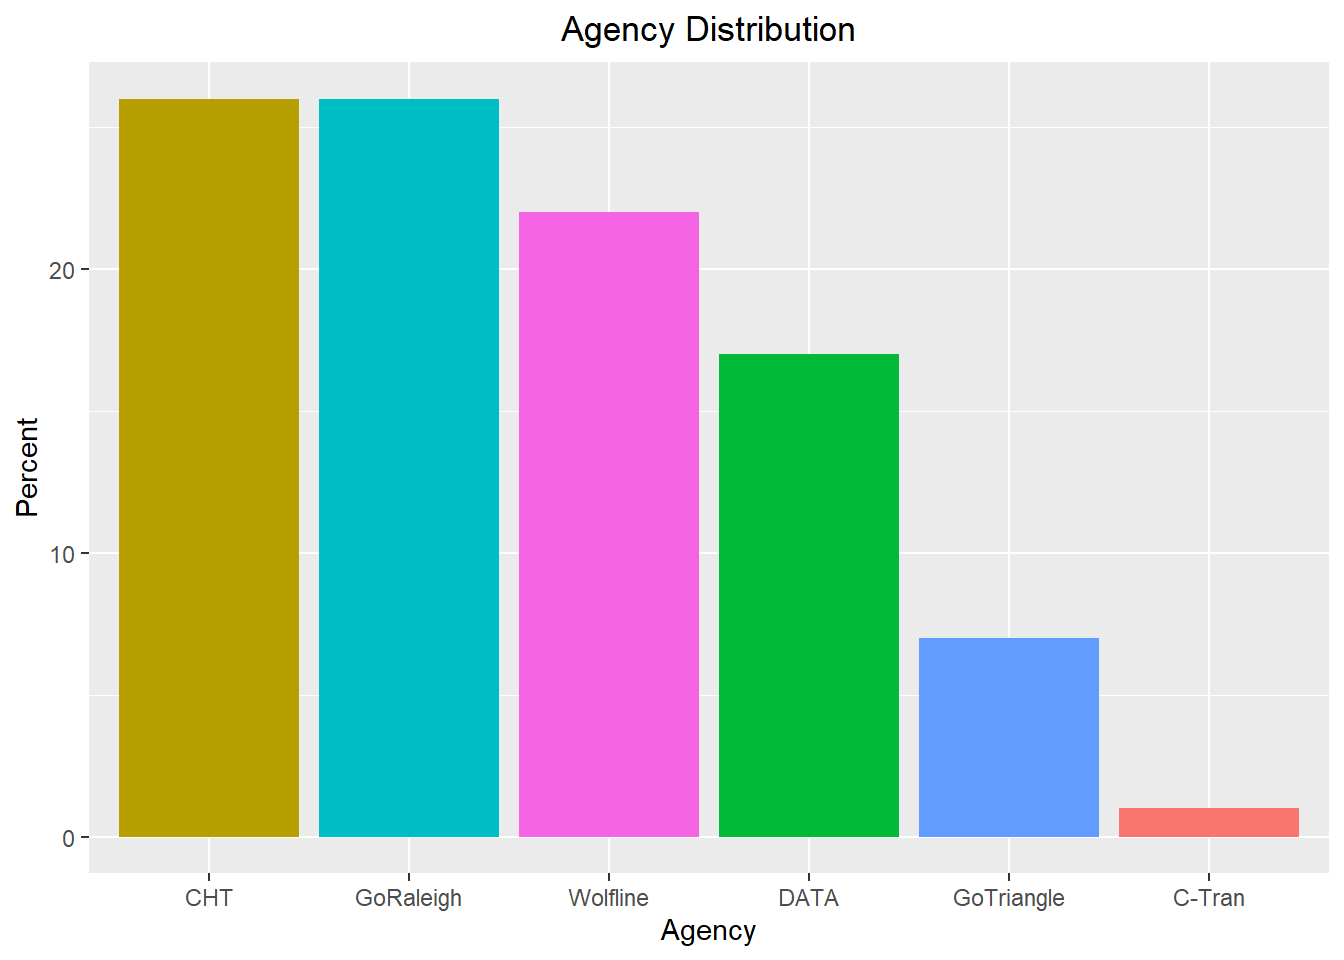 Agency Distribution
Percent
20
10
0
CHT GoRaleigh Wolfline DATA GoTriangle C-Tran
Agency